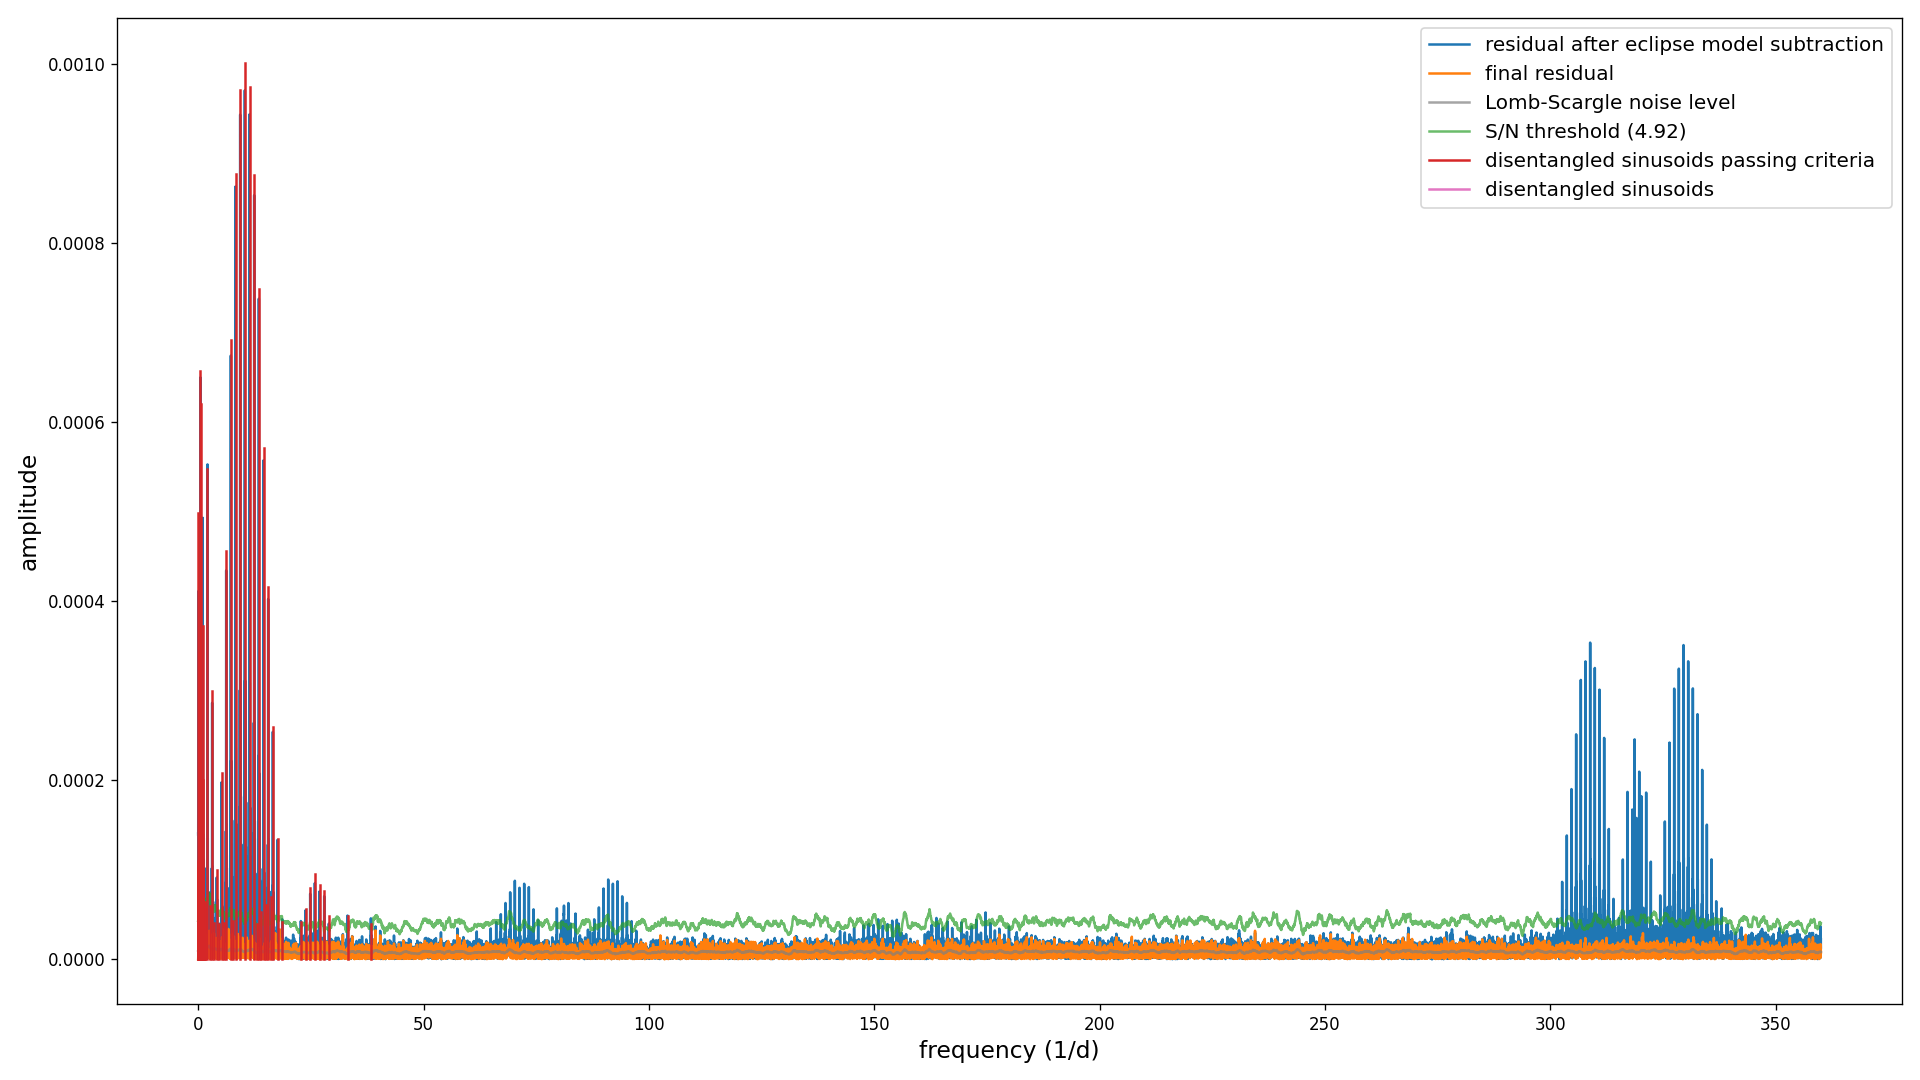 residual after eclipse model subtraction
final residual
Lomb-Scargle noise level
S/N threshold (4.92)
disentangled sinusoids passing criteria
disentangled sinusoids
0.0010
0.0008
0.0006
0.0004
0.0002
0.0000
amplitude
0 50 100 150 200 250 300 350
frequency (1/d)